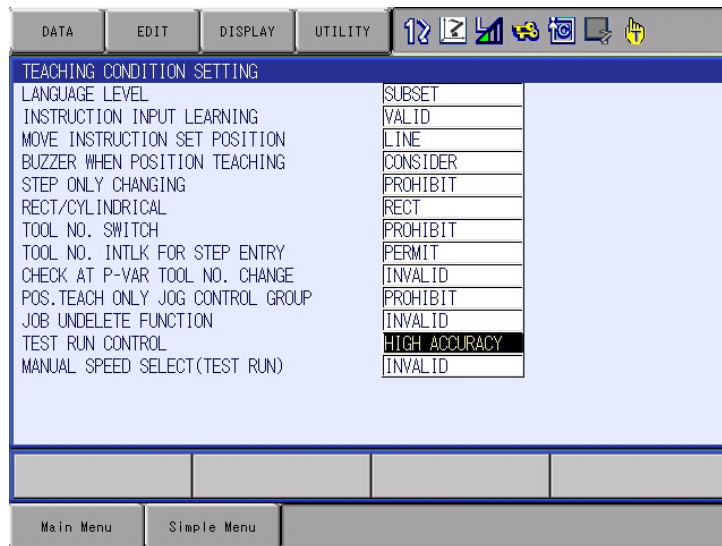 DATA EDIT DISPLAY UTILITY
TEACHING CONDITION SETTING
LANGUAGE LEVEL SUBSET
INSTRUCTION INPUT LEARNING VALID
MOVE INSTRUCTION SET POSITION LINE
BUZZER WHEN POSITION TEACHING CONSIDER
STEP ONLY CHANGING PROHIBIT
RECT/CYLINDRICAL RECT
TOOL NO. SWITCH PROHIBIT
TOOL NO. INTLK FOR STEP ENTRY PERMIT
CHECK AT P-VAR TOOL NO. CHANGE INVALID
POS.TEACH ONLY JOG CONTROL GROUP PROHIBIT
JOB UNDELETE FUNCTION INVALID
TEST RUN CONTROL HIGH ACCURACY
MANUAL SPEED SELECT(TEST RUN) INVALID
Main Menu Simple Menu